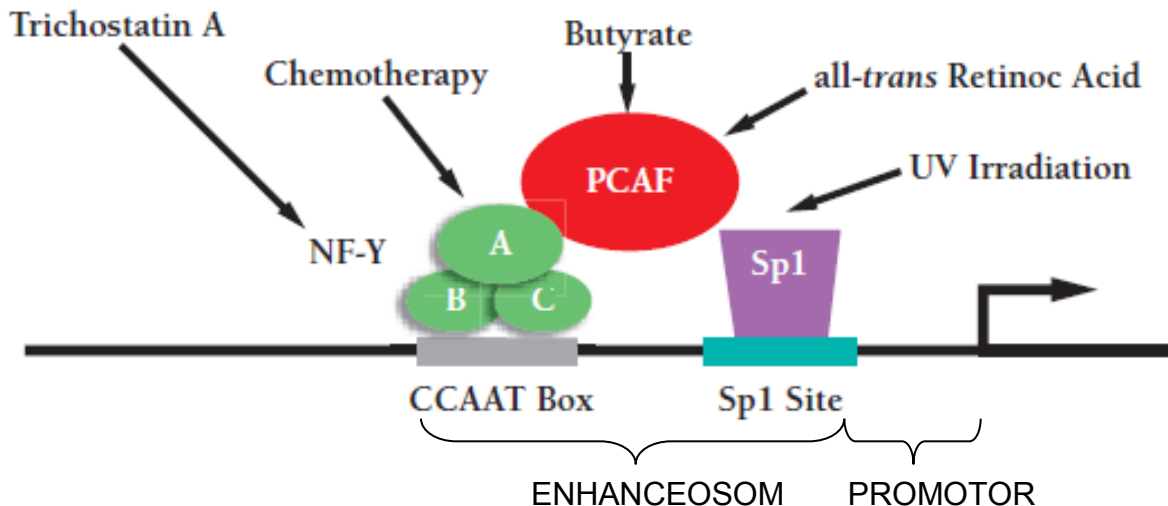 Trichostatin A
Butyrate
Chemotherapy
all-trans Retinoc Acid
PCAF
UV Irradiation
NF-Y
A
Sp1
B
C
CCAAT Box
Sp1 Site
ENHANCEOSOM
PROMOTOR